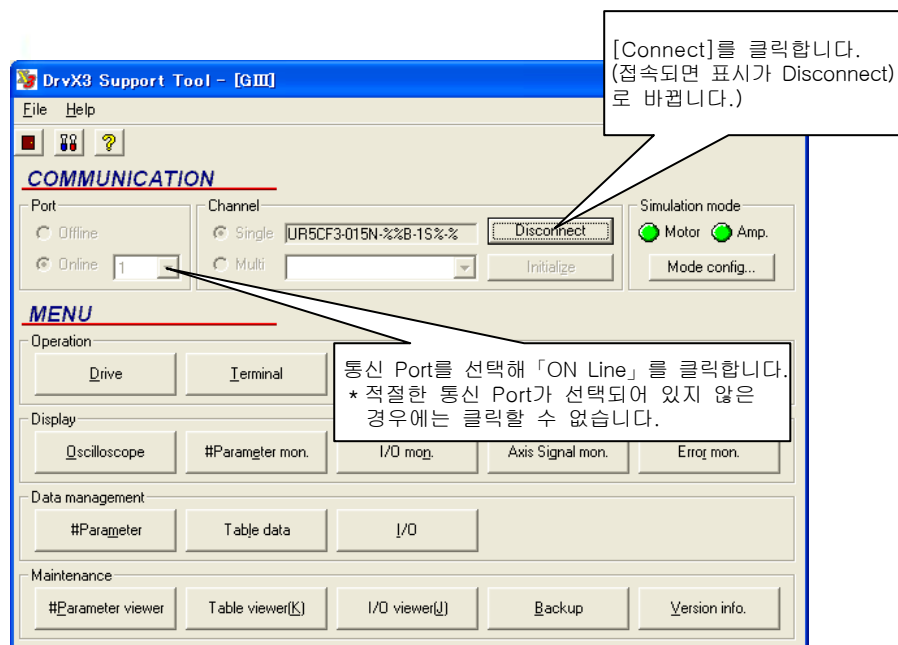 [Connect]를 클릭합니다.
(접속되면 표시가 Disconnect)
로 바뀝니다.)
DrvX3 Support Tool - [GⅢ]
File Help
COMMUNICATION
Port
Offline
Online 1
Channel
Single UR5CF3-015N-%%B-1S%-% Disconnect
Multi Initialize
Simulation mode
Motor Amp.
Mode config...
MENU
Operation
Drive Terminal
통신 Port를 선택해「ON Line」를 클릭합니다.
* 적절한 통신 Port가 선택되어 있지 않은
경우에는 클릭할 수 없습니다.
Display
Oscilloscope #Parameter mon. I/O mon. Axis Signal mon. Error mon.
Data management
#Parameter Table data I/O
Maintenance
#Parameter viewer Table viewer(K) I/O viewer(J) Backup Version info.